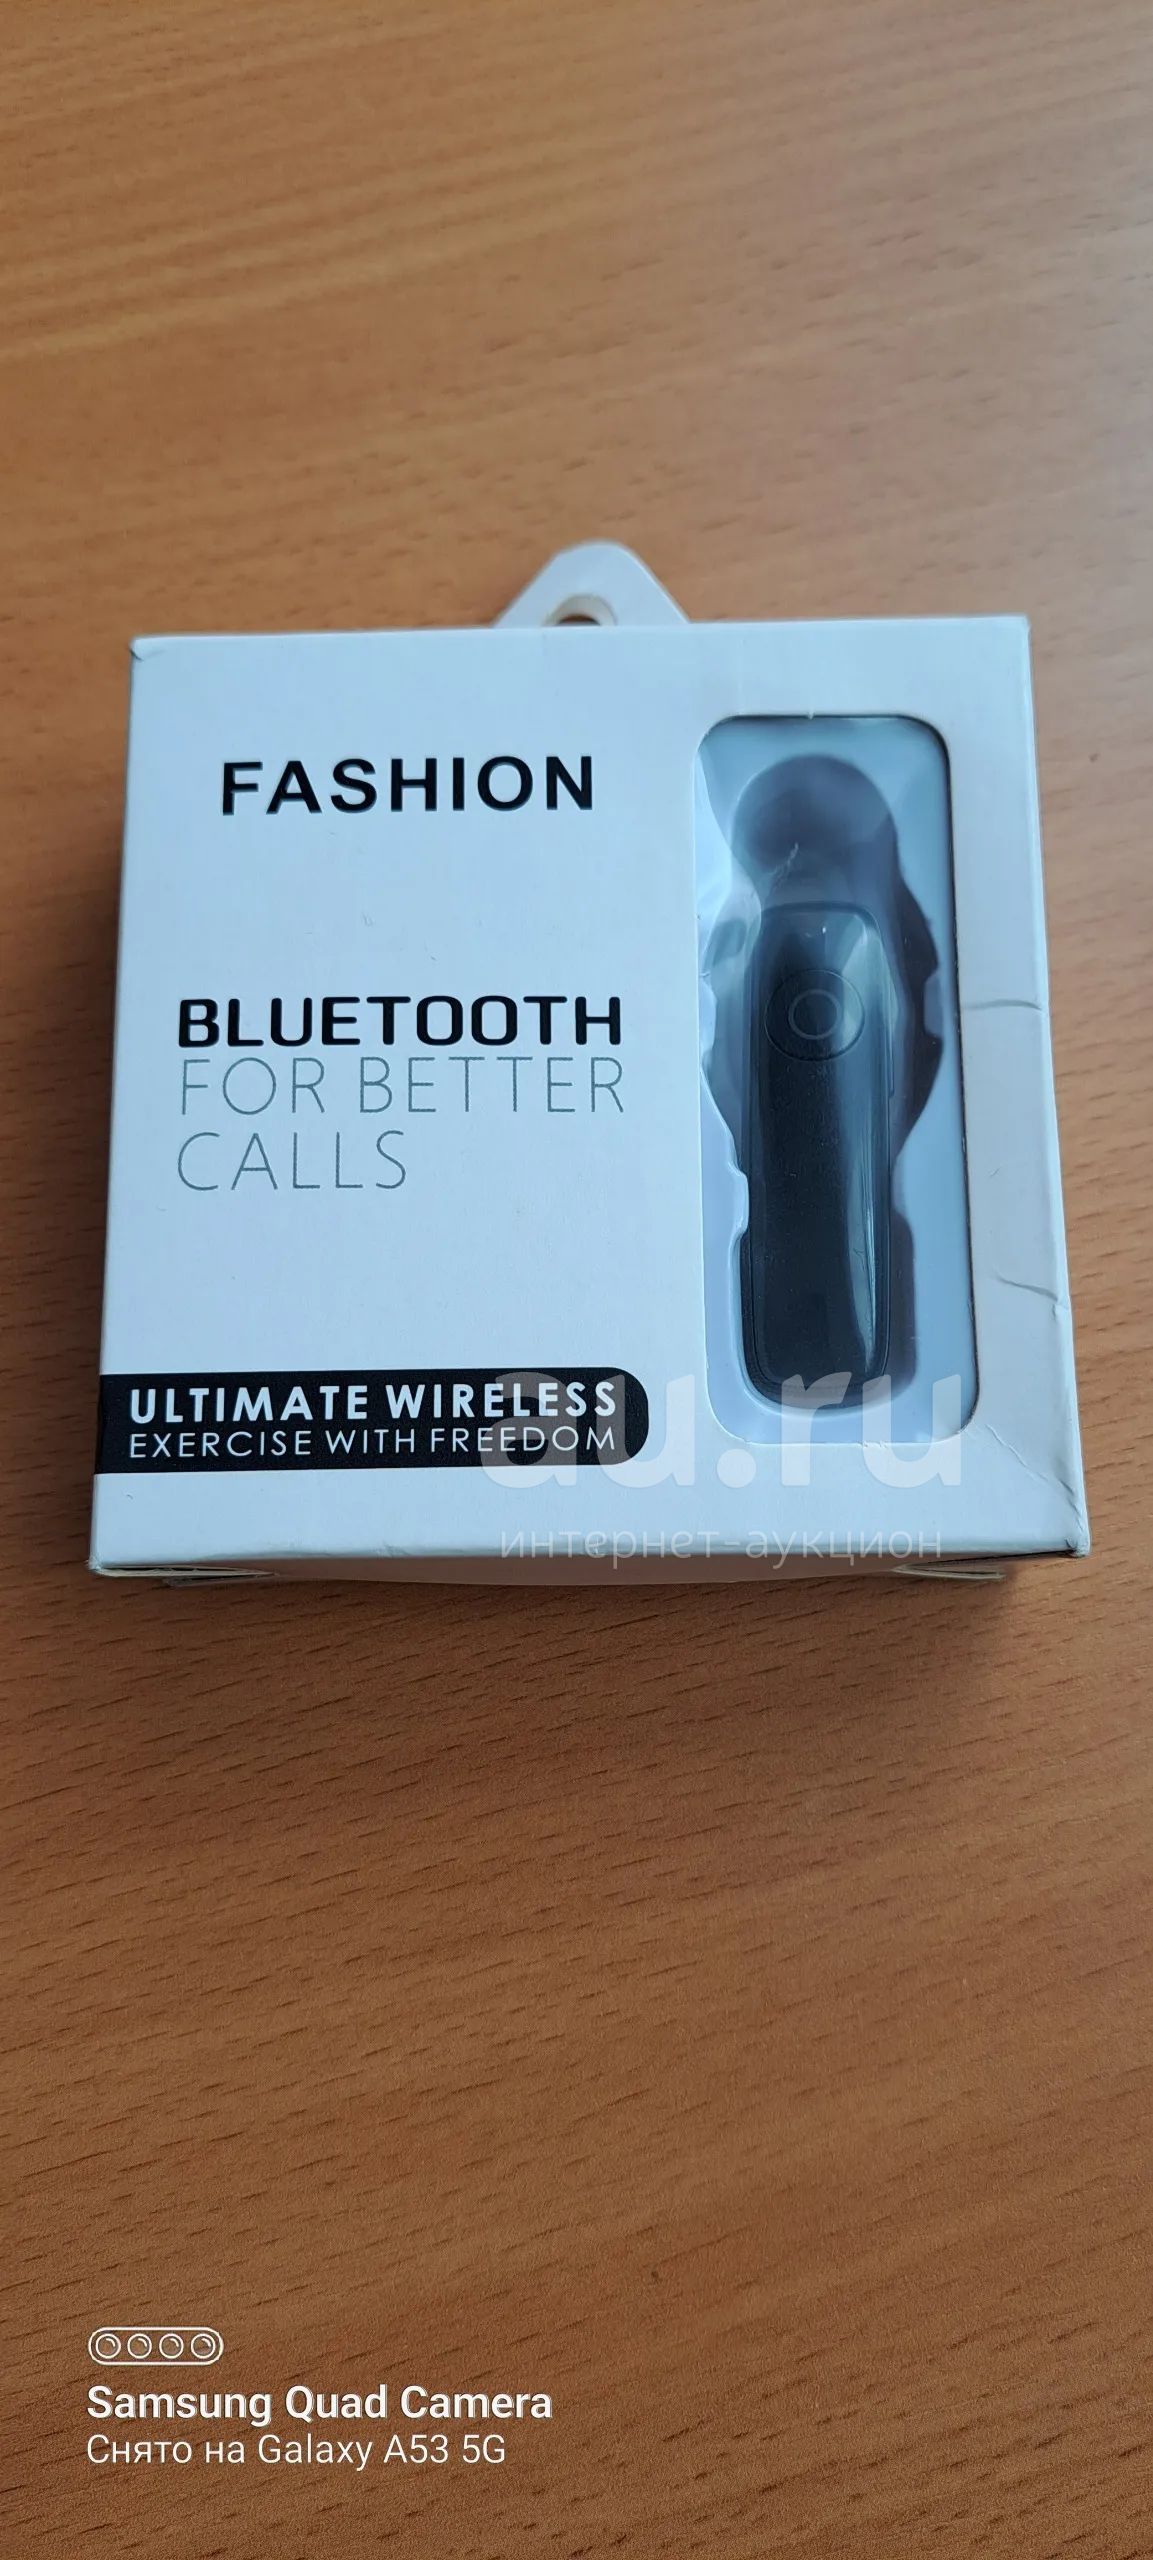 FASHION
BLUETOOTH
FOR BETTER
CALLS
ULTIMATE WIRELESS
EXERCISE WITH FREEDOM
au.ru
интернет-аукцион
Samsung Quad Camera
Снято на Galaxy A53 5G